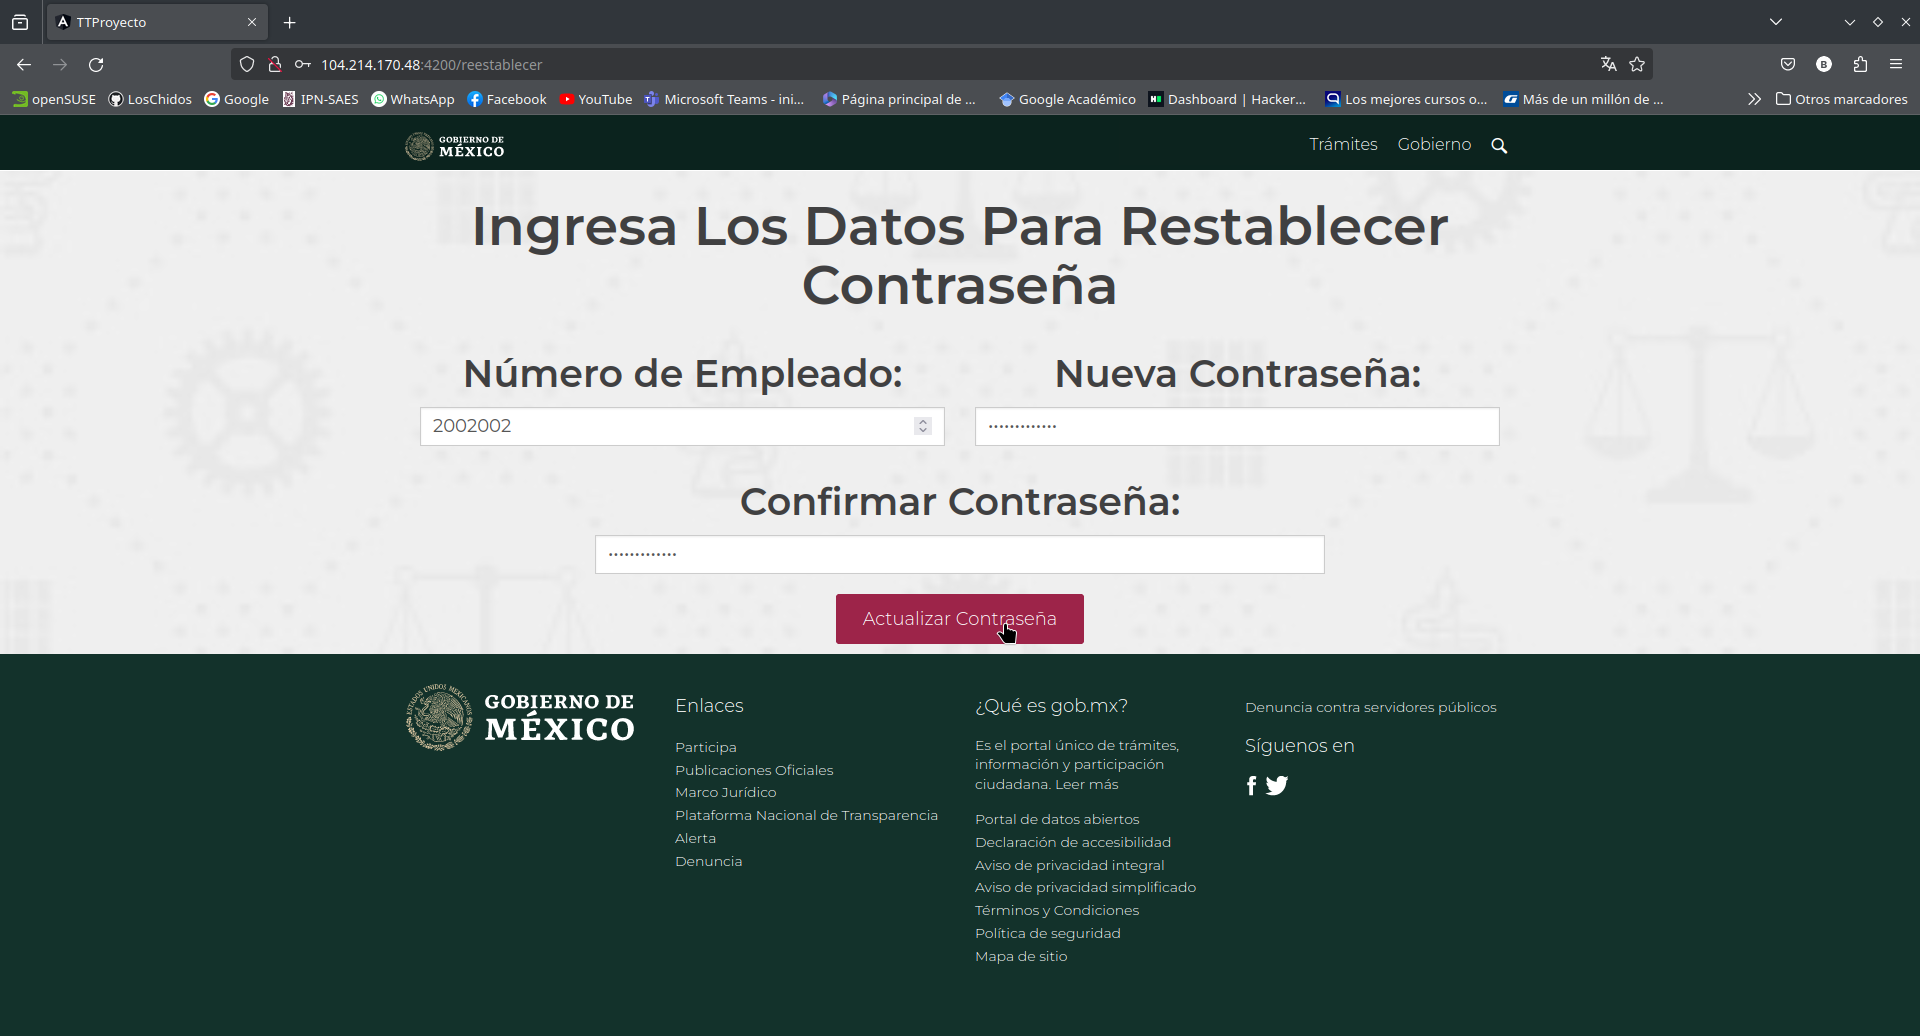 TTProyecto
104.214.170.48:4200/reestablecer
B
openSUSE
LosChidos
Google
IPN-SAES
WhatsApp
Facebook
YouTube
Microsoft Teams - ini...
Página principal de ...
Google Académico
Dashboard | Hacker...
Los mejores cursos o...
Más de un millón de ...
Otros marcadores
GOBIERNO DE
MÉXICO
Trámites
Gobierno
Ingresa Los Datos Para Restablecer
Contraseña
Número de Empleado:
Nueva Contraseña:
2002002
•••••••••••••
Confirmar Contraseña:
•••••••••••••
Actualizar Contraseña
GOBIERNO DE
MÉXICO
Enlaces
Participa
Publicaciones Oficiales
Marco Jurídico
Plataforma Nacional de Transparencia
Alerta
Denuncia
¿Qué es gob.mx?
Es el portal único de trámites,
información y participación
ciudadana. Leer más
Portal de datos abiertos
Declaración de accesibilidad
Aviso de privacidad integral
Aviso de privacidad simplificado
Términos y Condiciones
Política de seguridad
Mapa de sitio
Denuncia contra servidores públicos
Síguenos en